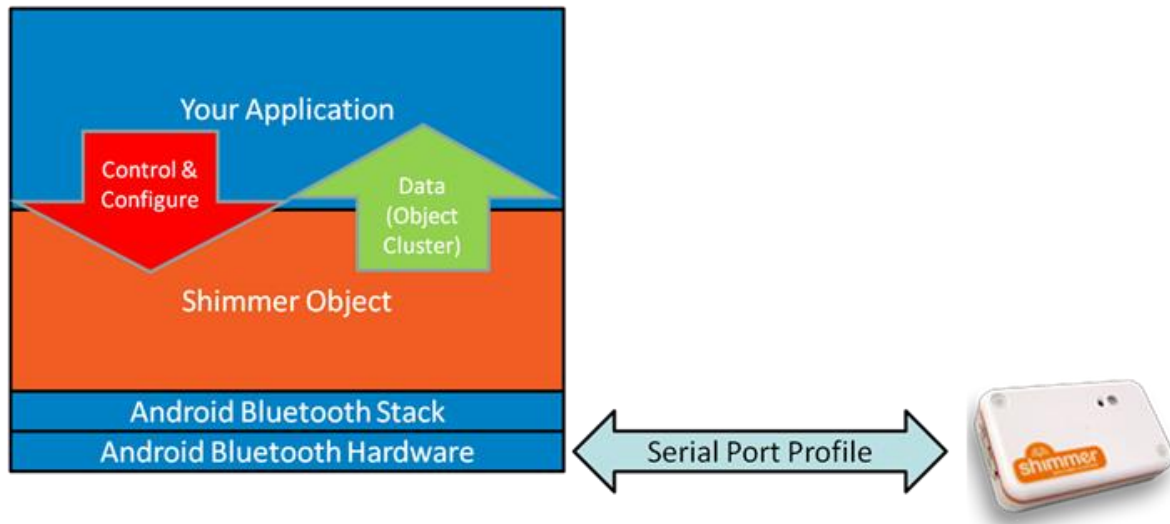 Your Application
Control &
Configure
Data
(Object
Cluster)
Shimmer Object
Android Bluetooth Stack
Android Bluetooth Hardware
Serial Port Profile
shimmer